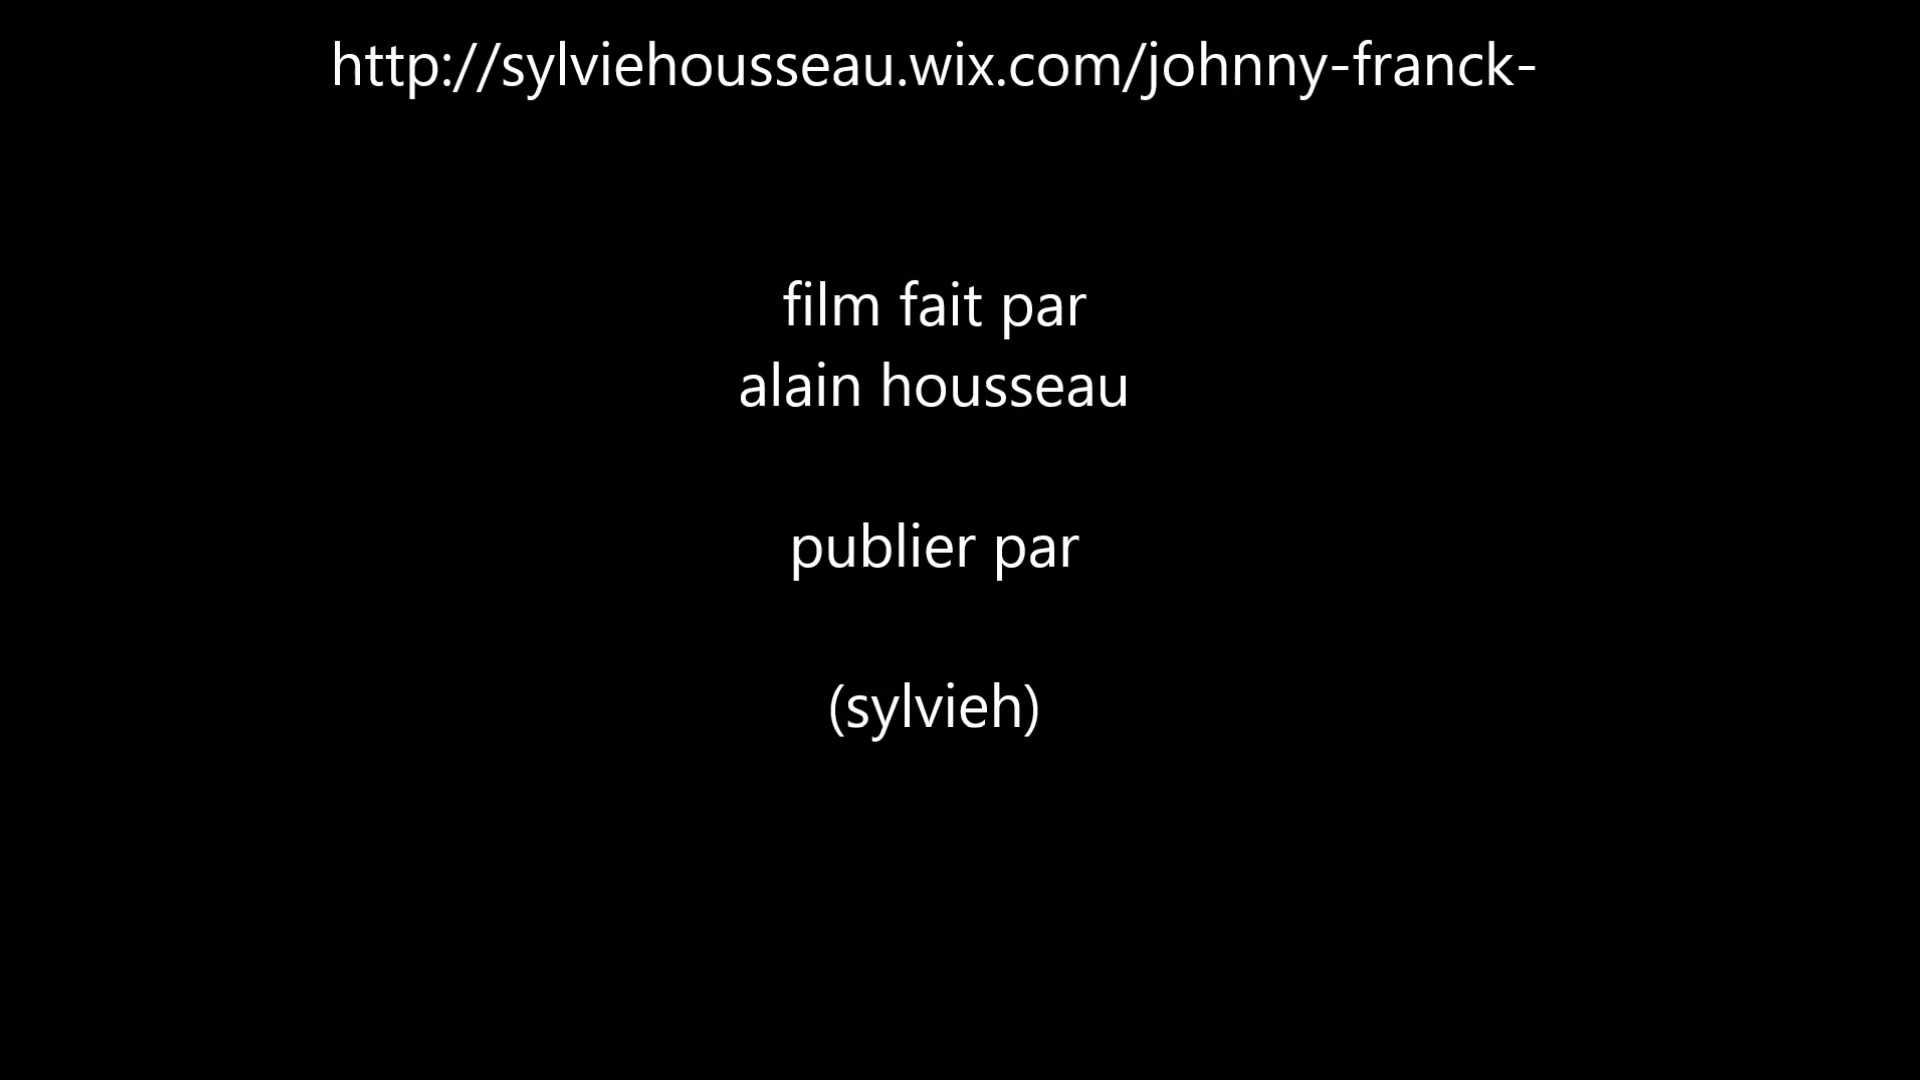 http://sylviehousseau.wix.com/johnny-franck-
film fait par
alain housseau
publier par
(sylvieh)